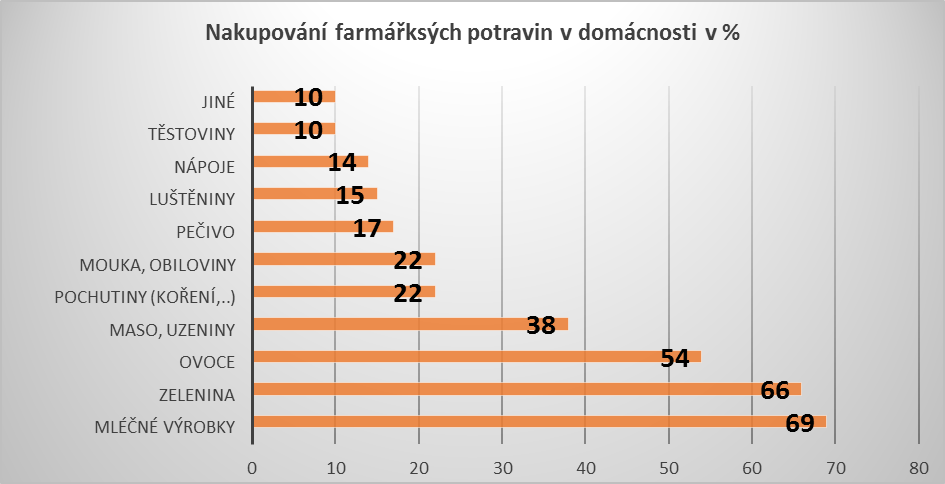 Nakupování farmářksých potravin v domácnosti v %
JINÉ 10
TĚSTOVINY 10
NÁPOJE 14
LUŠTĚNINY 15
PEČIVO 17
MOUKA, OBILOVINY 22
POCHUTINY (KOŘENÍ,..) 22
MASO, UZENINY 38
OVOCE 54
ZELENINA 66
MLÉČNÉ VÝROBKY 69
0 10 20 30 40 50 60 70 80